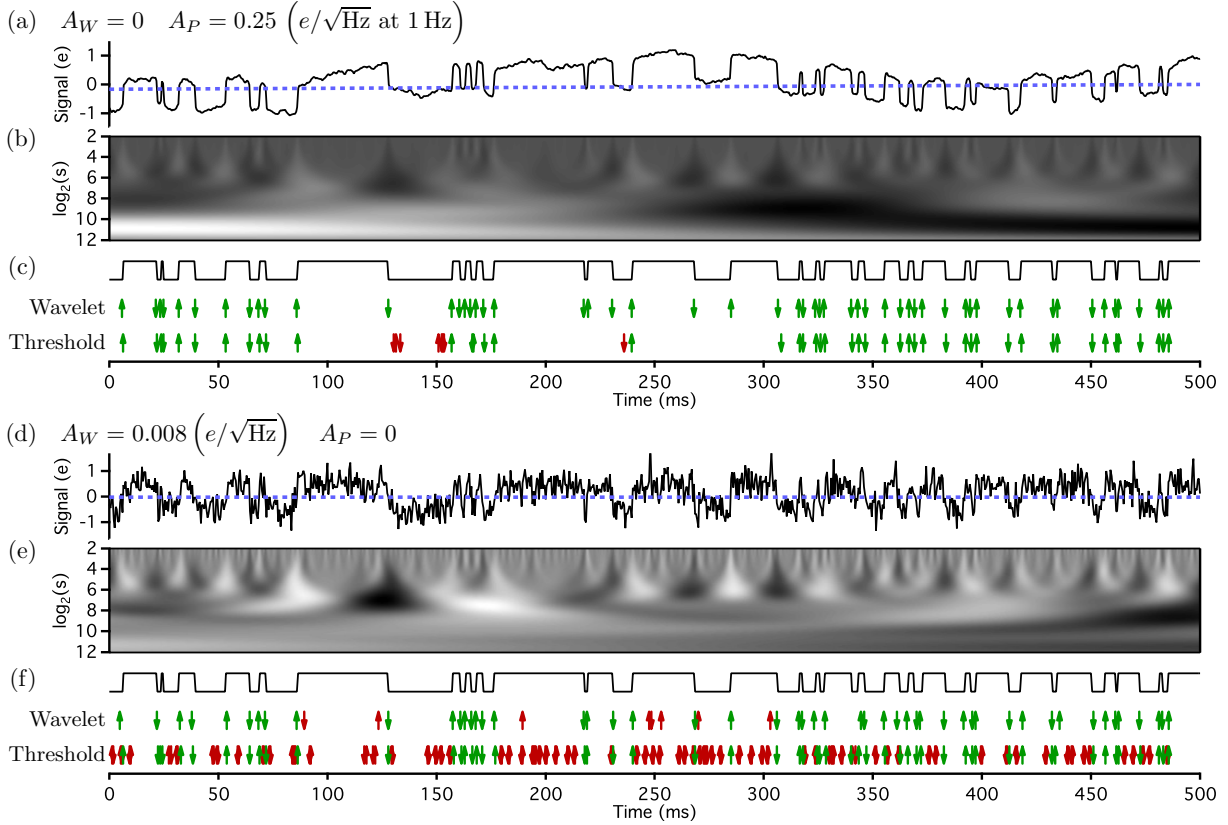 (a) A_W = 0 A_P = 0.25 (e/√Hz at 1 Hz)
Signal (e)
1
0
-1
(b)
log₂(s)
2
4
6
8
10
12
(c)
Wavelet
Threshold
0 50 100 150 200 250 300 350 400 450 500
Time (ms)
(d) A_W = 0.008 (e/√Hz) A_P = 0
Signal (e)
1
0
-1
(e)
log₂(s)
2
4
6
8
10
12
(f)
Wavelet
Threshold
0 50 100 150 200 250 300 350 400 450 500
Time (ms)